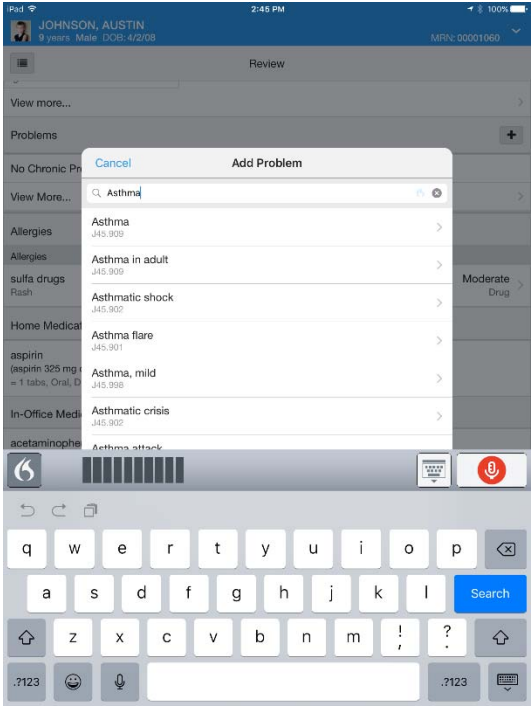 iPad 2:45 PM 100%
JOHNSON, AUSTIN
9 years Male DOB: 4/2/08 MRN: 00001060
Review
View more...
Problems +
No Chronic Pr
View More...
Allergies
Allergies
sulfa drugs Moderate
Rash Drug
Home Medicat
aspirin
(aspirin 325 mg
= 1 tabs, Oral, D
In-Office Medi
acetaminophe
Cancel Add Problem
Asthma
Asthma
J45.909
Asthma in adult
J45.909
Asthmatic shock
J45.902
Asthma flare
J45.901
Asthma, mild
J45.998
Asthmatic crisis
J45.902
Asthma attack
q w e r t y u i o p
a s d f g h j k l Search
z x c v b n m ! , ? .
.?123 .?123